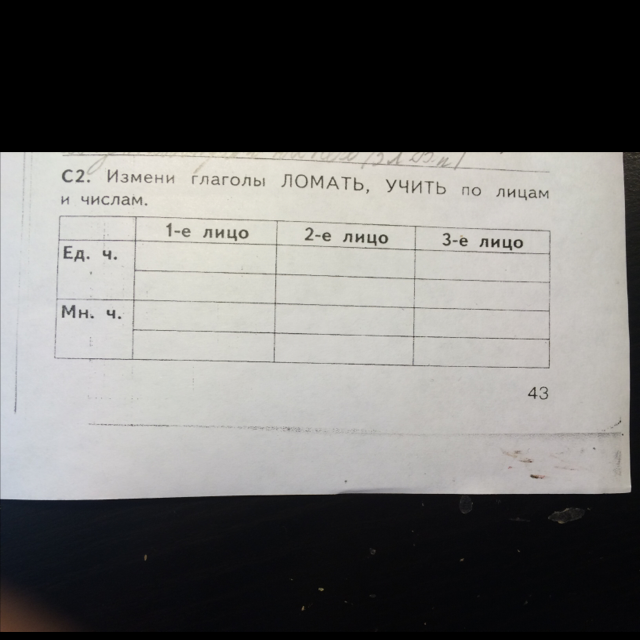 С2. Измени глаголы ЛОМАТЬ, УЧИТЬ по лицам
и числам.
1-е лицо 2-е лицо 3-е лицо
Ед. ч.
Мн. ч.
43